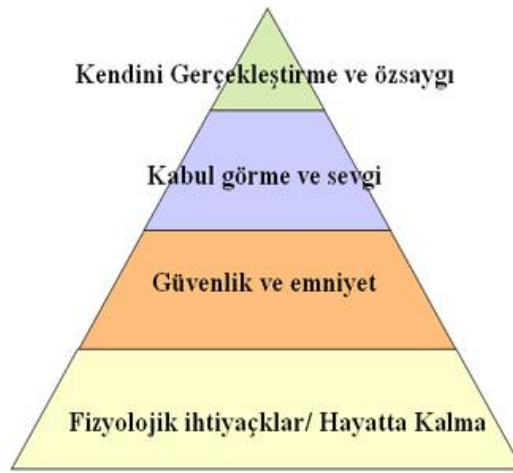 Kendini Gerçekleştirme ve özsaygı
Kabul görme ve sevgi
Güvenlik ve emniyet
Fizyolojik ihtiyaçklar/ Hayatta Kalma